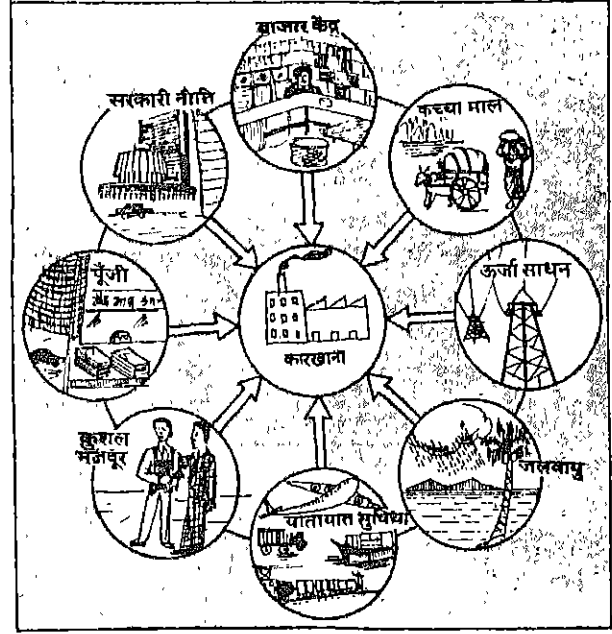 बाजार केंद्र
सरकारी नीति
कच्चा माल
पूँजी
ऊर्जा साधन
कारखाना
कुशल
मजदूर
जलवायु
यातायात सुविधा